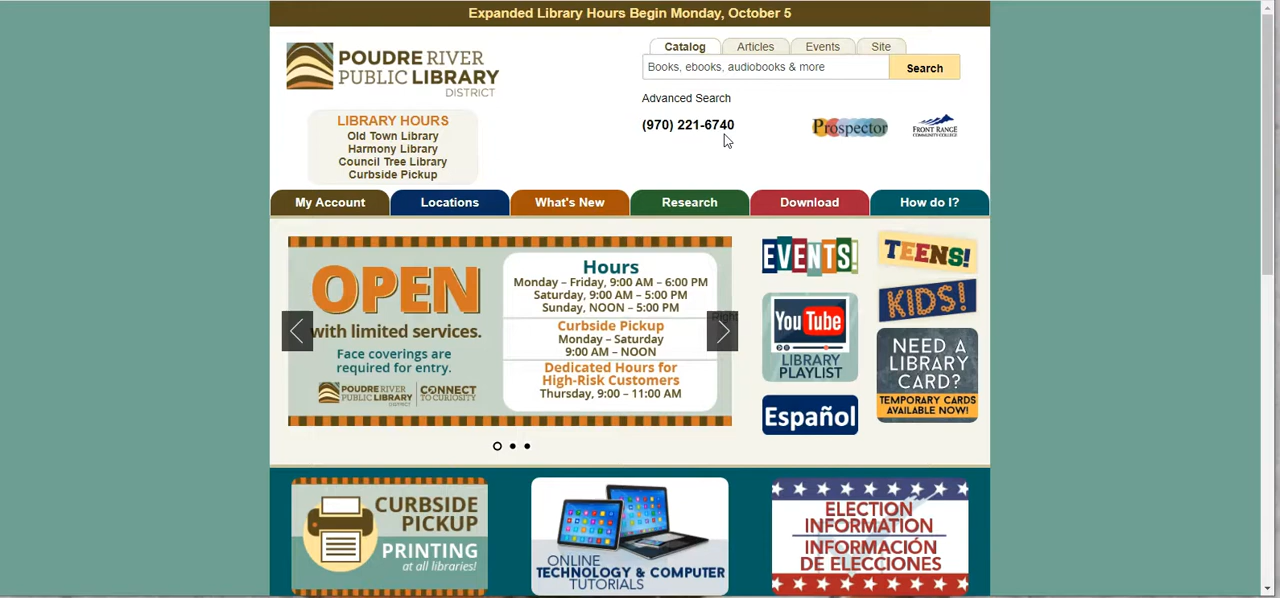 Expanded Library Hours Begin Monday, October 5
POUDRE RIVER
PUBLIC LIBRARY
DISTRICT
Catalog
Articles
Events
Site
Books, ebooks, audiobooks & more
Search
Advanced Search
(970) 221-6740
Prospector
FRONT RANGE
COMMUNITY COLLEGE
LIBRARY HOURS
Old Town Library
Harmony Library
Council Tree Library
Curbside Pickup
My Account
Locations
What's New
Research
Download
How do I?
OPEN
with limited services.
Face coverings are
required for entry.
POUDRE RIVER
PUBLIC LIBRARY
DISTRICT
CONNECT
TO CURIOSITY
Hours
Monday – Friday, 9:00 AM – 6:00 PM
Saturday, 9:00 AM – 5:00 PM
Sunday, NOON – 5:00 PM
Curbside Pickup
Monday – Saturday
9:00 AM – NOON
Dedicated Hours for
High-Risk Customers
Thursday, 9:00 – 11:00 AM
EVENTS!
YouTube
LIBRARY
PLAYLIST
Español
TEENS!
KIDS!
NEED A
LIBRARY
CARD?
TEMPORARY CARDS
AVAILABLE NOW!
CURBSIDE
PICKUP
PRINTING
at all libraries!
ONLINE
TECHNOLOGY & COMPUTER
TUTORIALS
ELECTION
INFORMATION
INFORMACIÓN
DE ELECCIONES